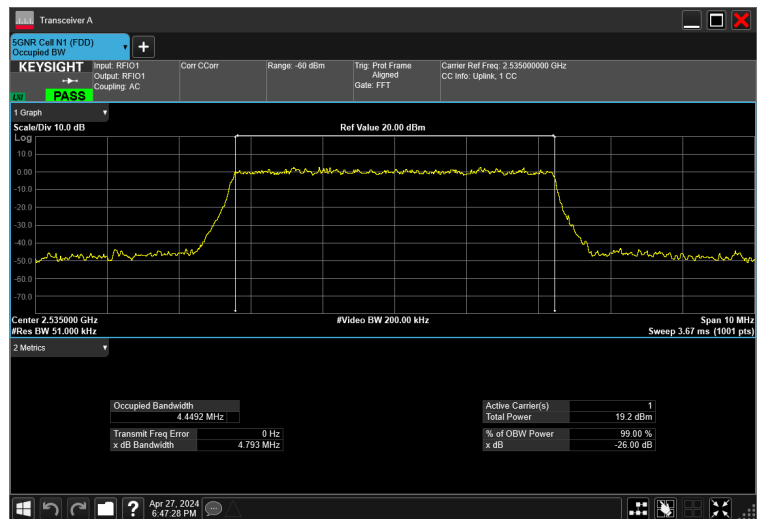 Transceiver A
5GNR Cell N1 (FDD)
Occupied BW
KEYSIGHT
LXI
PASS
Input: RFIO1
Output: RFIO1
Coupling: AC
Corr CCorr
Range: -60 dBm
Trig: Prot Frame
Aligned
Gate: FFT
Carrier Ref Freq: 2.535000000 GHz
CC Info: Uplink, 1 CC
1 Graph
Scale/Div 10.0 dB
Ref Value 20.00 dBm
Log
10.0
0.00
-10.0
-20.0
-30.0
-40.0
-50.0
-60.0
-70.0
Center 2.535000 GHz
#Video BW 200.00 kHz
Span 10 MHz
#Res BW 51.000 kHz
Sweep 3.67 ms (1001 pts)
2 Metrics
Occupied Bandwidth
4.4492 MHz
Active Carrier(s) 1
Total Power 19.2 dBm
Transmit Freq Error 0 Hz
x dB Bandwidth 4.793 MHz
% of OBW Power 99.00 %
x dB -26.00 dB
?
Apr 27, 2024
6:47:28 PM